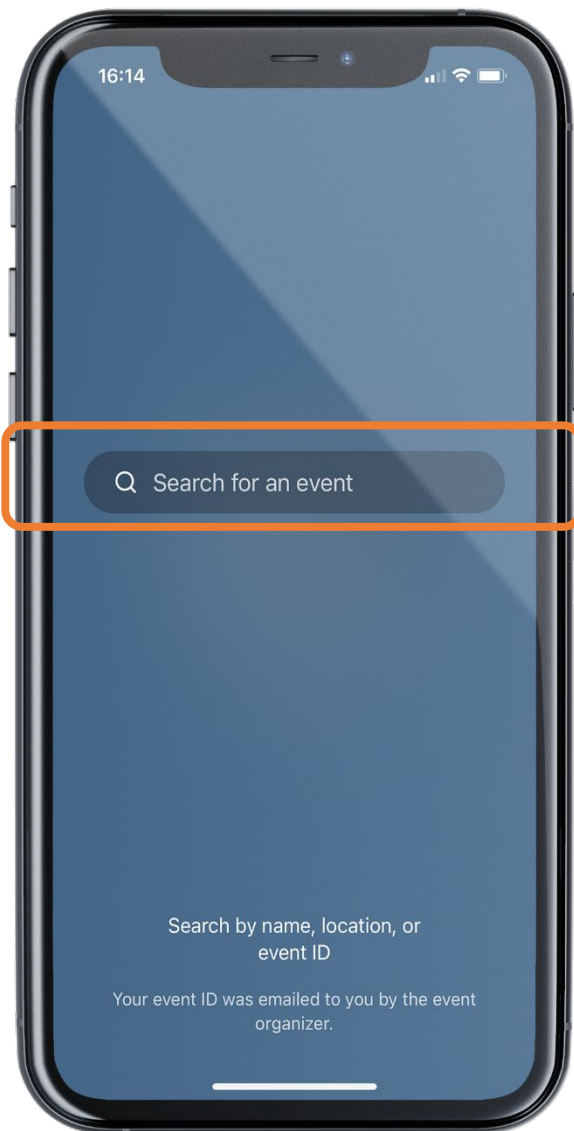 16:14
Search for an event
Search by name, location, or
event ID
Your event ID was emailed to you by the event
organizer.